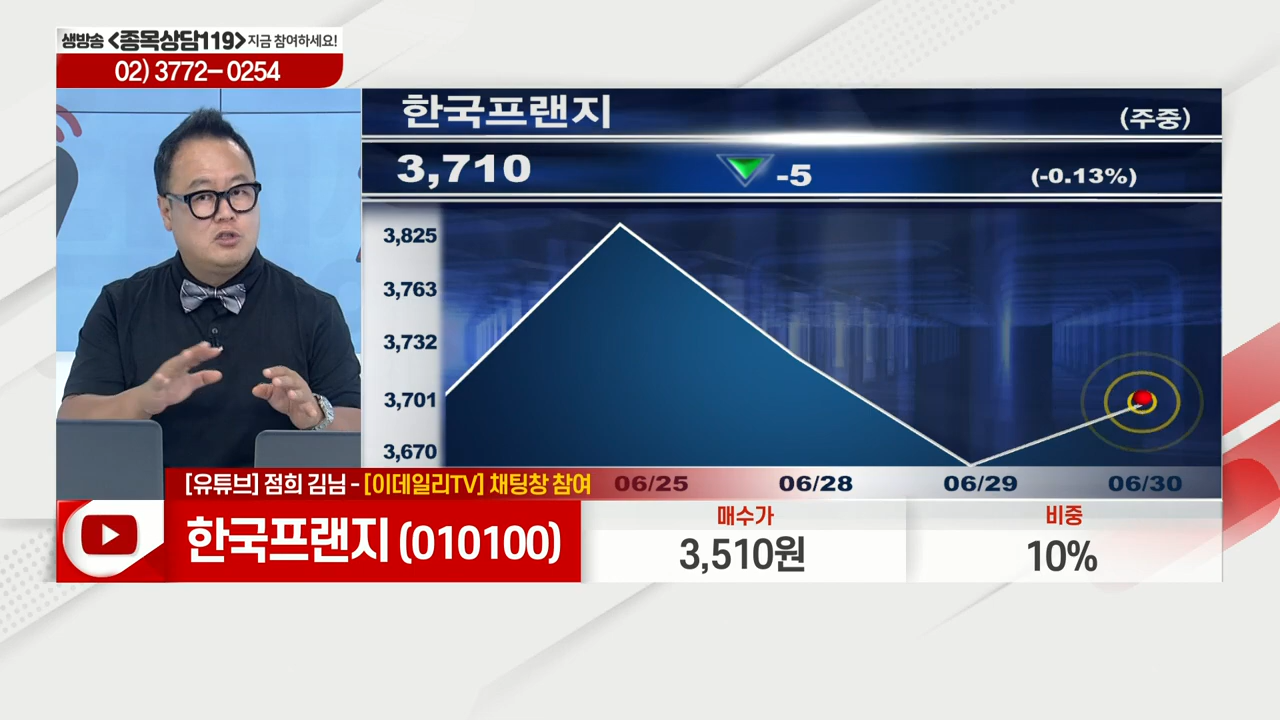 생방송 <종목상담119> 지금 참여하세요!
02) 3772-0254
한국프랜지 (주중)
3,710 -5 (-0.13%)
3,825
3,763
3,732
3,701
3,670
06/25 06/28 06/29 06/30
[유튜브] 점희 김님 - [이데일리TV] 채팅창 참여
한국프랜지 (010100)
매수가 비중
3,510원 10%